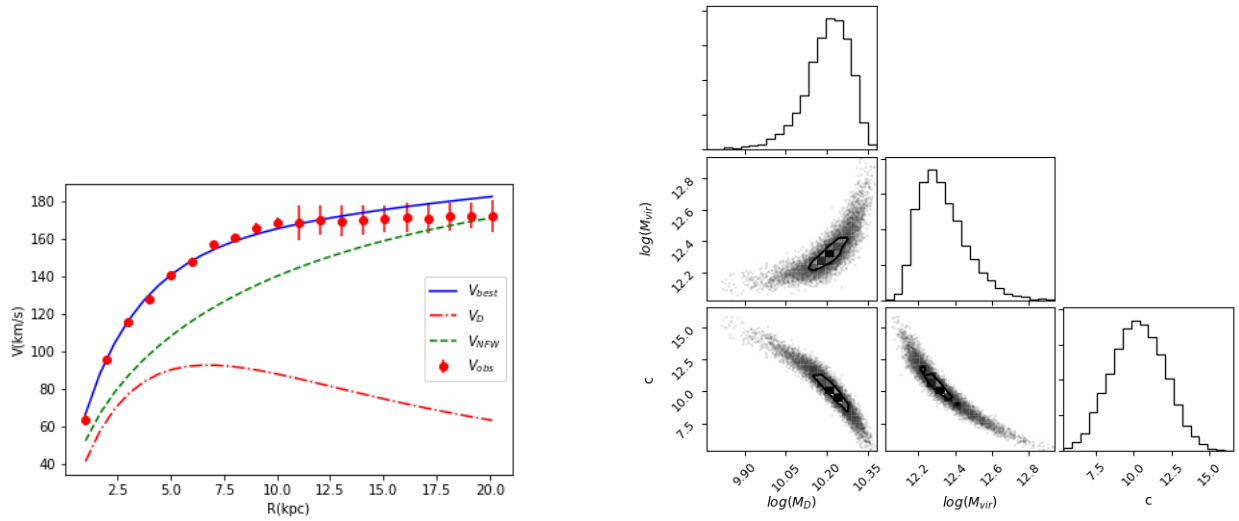 180
160
140
120
100
80
60
40
V(km/s)
2.5 5.0 7.5 10.0 12.5 15.0 17.5 20.0
R(kpc)
V_best
V_D
V_NFW
V_obs
log(M_vir)
12.8
12.6
12.4
12.2
c
15.0
12.5
10.0
7.5
9.90 10.05 10.20 10.35
log(M_D)
12.2 12.4 12.6 12.8
log(M_vir)
7.5 10.0 12.5 15.0
c